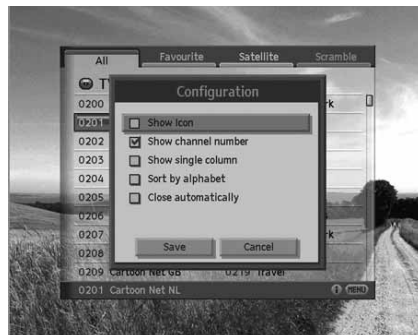 All Favourite Satellite Scramble
Configuration
0200
0201 Show Icon
0202 Show channel number
0203 Show single column
0204 Sort by alphabet
0205 Close automatically
0206
0207
0208 Save Cancel
0209 Cartoon Net GB 0219 Travel
0201 Cartoon Net NL i MENU